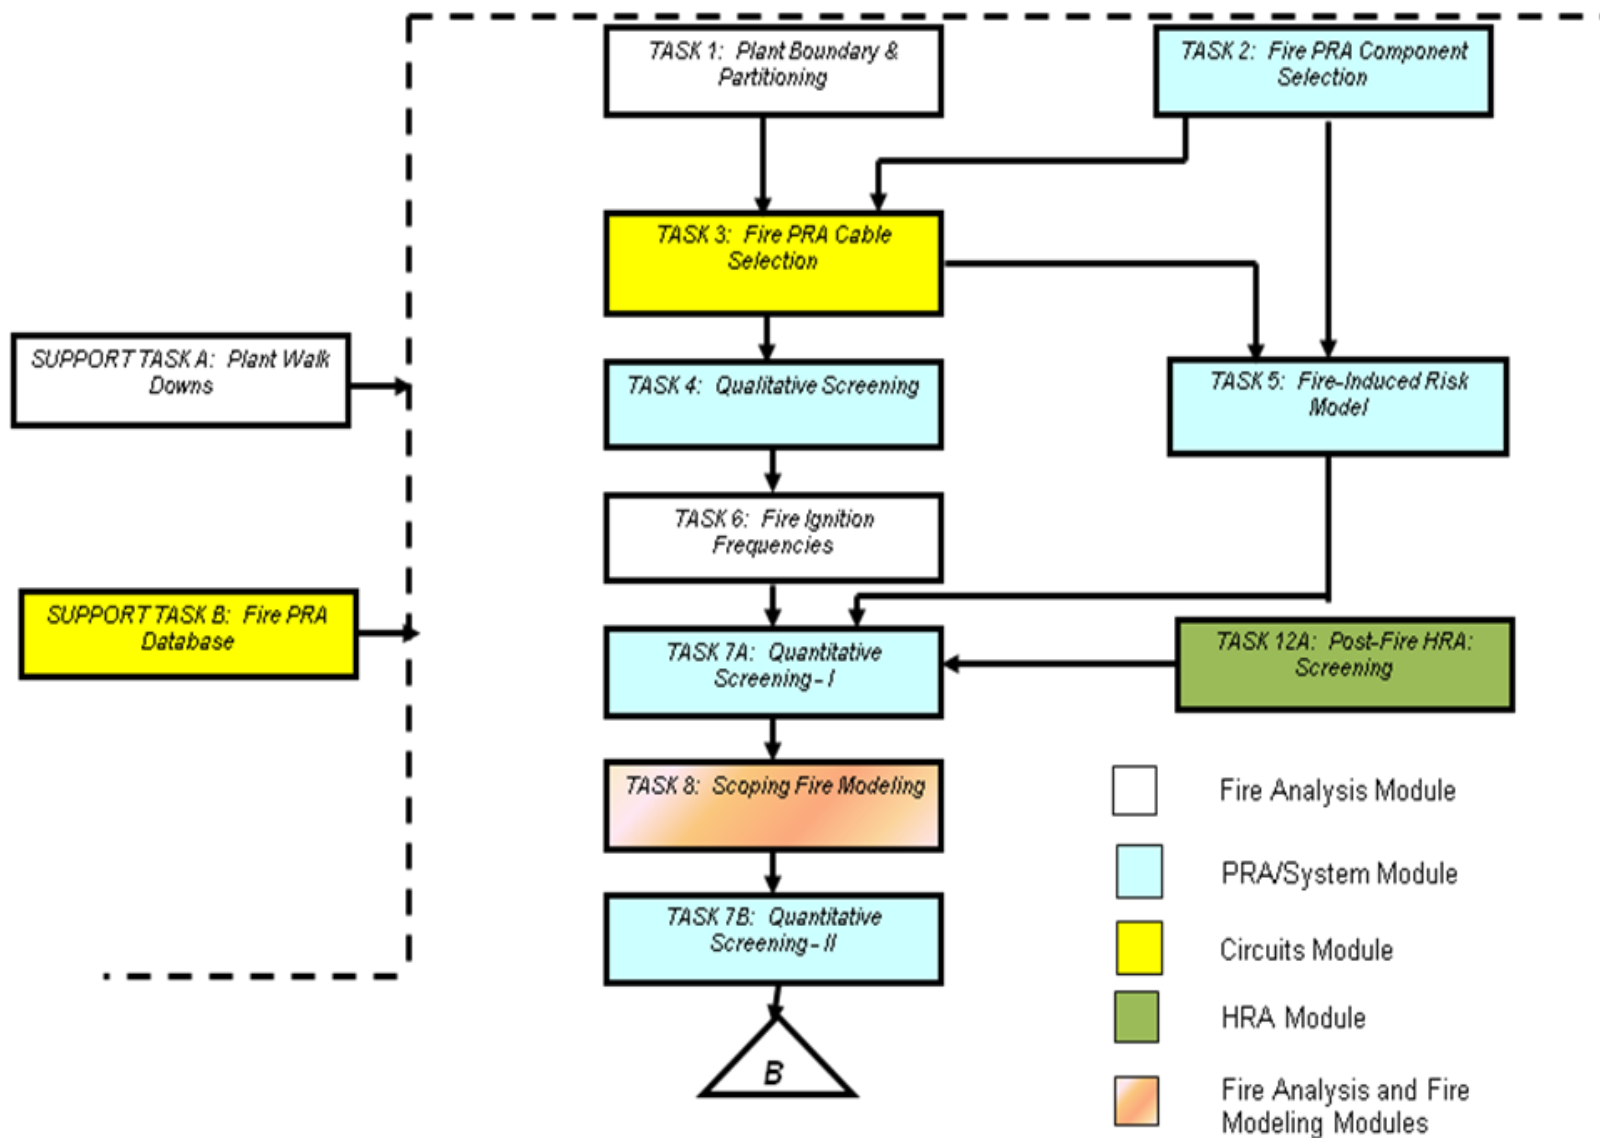 TASK 1: Plant Boundary &
Partitioning
TASK 2: Fire PRA Component
Selection
TASK 3: Fire PRA Cable
Selection
SUPPORT TASK A: Plant Walk
Downs
TASK 4: Qualitative Screening
TASK 5: Fire-Induced Risk
Model
TASK 6: Fire Ignition
Frequencies
SUPPORT TASK B: Fire PRA
Database
TASK 7A: Quantitative
Screening- I
TASK 12A: Post-Fire HRA:
Screening
TASK 8: Scoping Fire Modeling
TASK 7B: Quantitative
Screening- II
B
Fire Analysis Module
PRA/System Module
Circuits Module
HRA Module
Fire Analysis and Fire
Modeling Modules